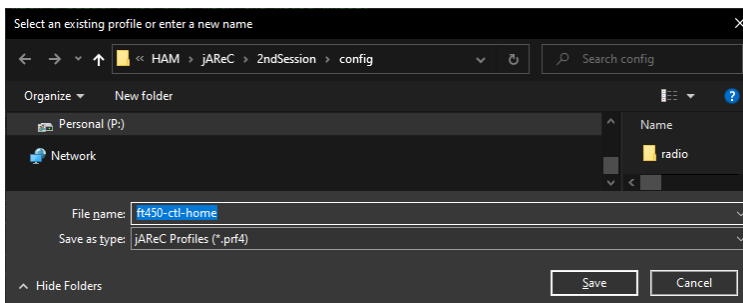 Select an existing profile or enter a new name
« HAM › jAReC › 2ndSession › config
Search config
Organize
New folder
Personal (P:)
Network
Name
radio
File name: ft450-ctl-home
Save as type: jAReC Profiles (*.prf4)
Hide Folders
Save
Cancel